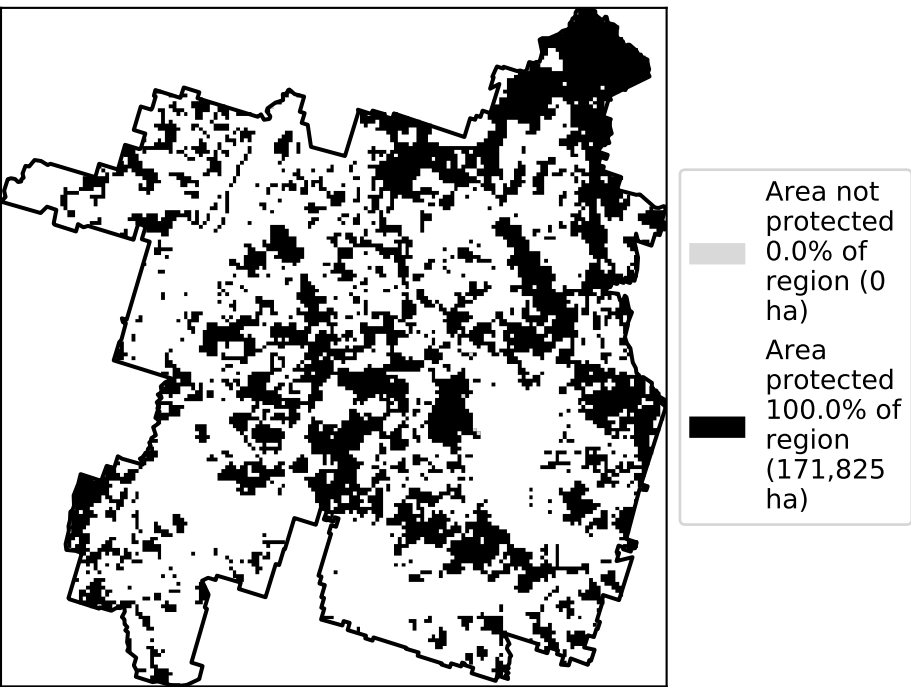 Area not
protected
0.0% of
region (0
ha)
Area
protected
100.0% of
region
(171,825
ha)